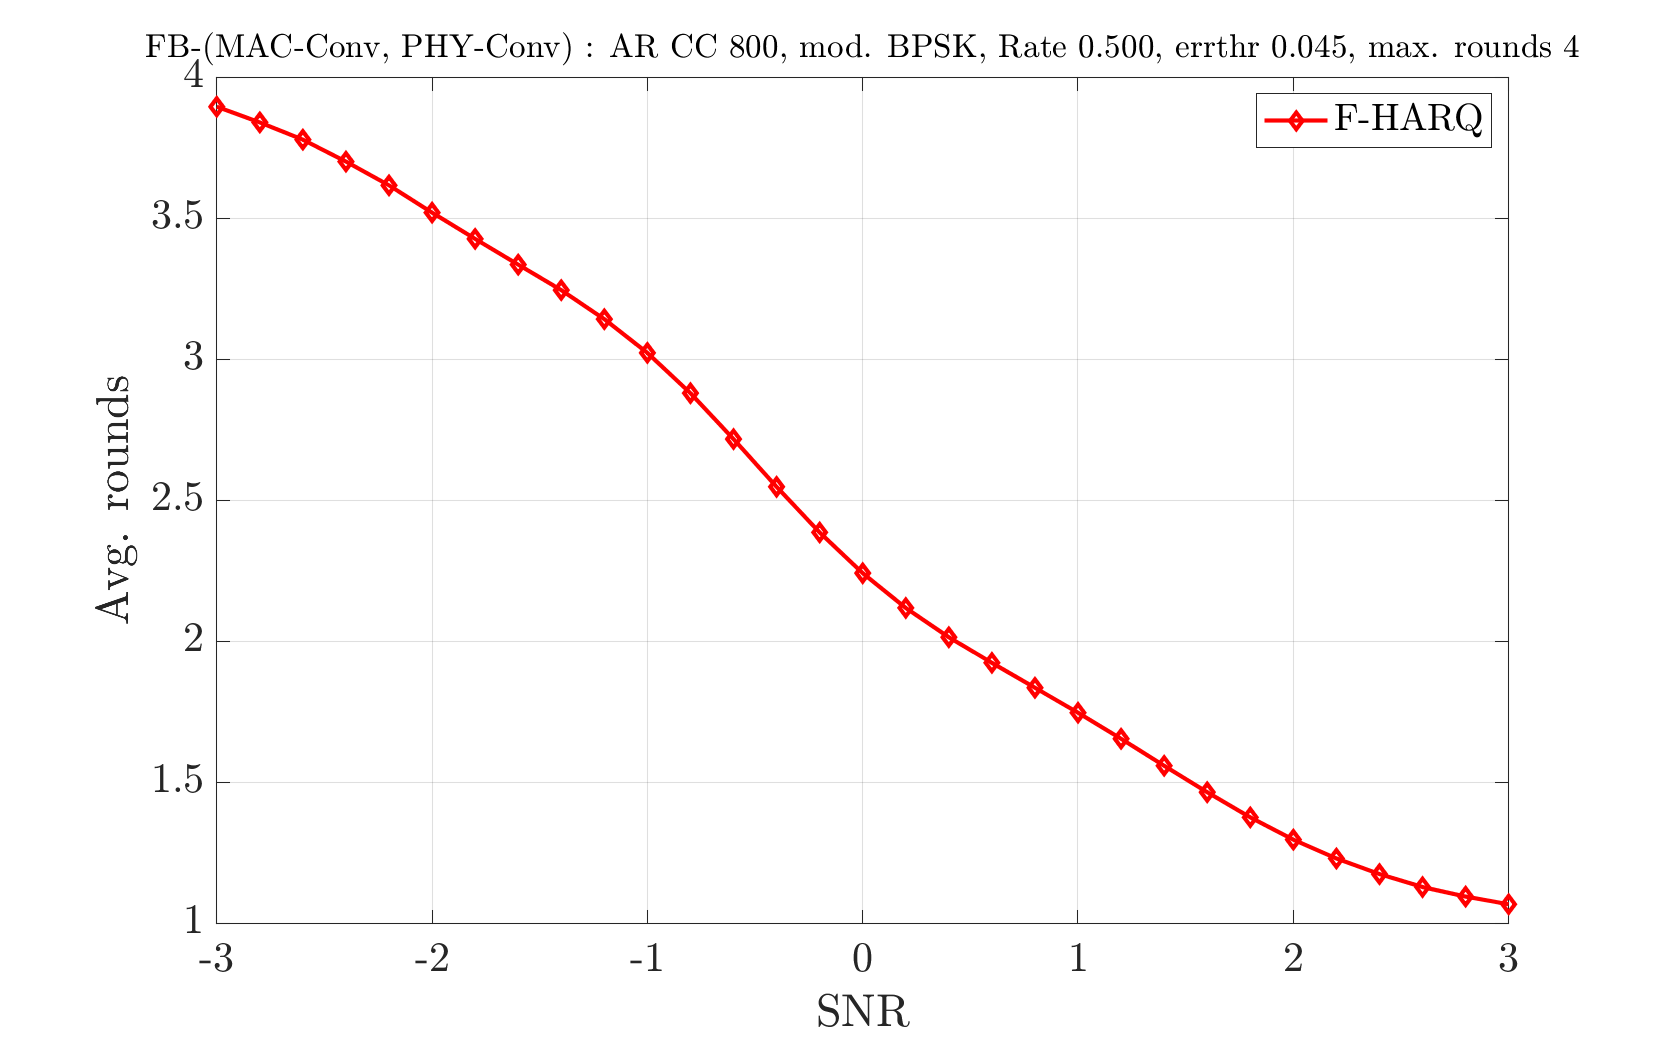 FB-(MAC-Conv, PHY-Conv) : AR CC 800, mod. BPSK, Rate 0.500, errthr 0.045, max. rounds 4
F-HARQ
4
3.5
3
2.5
2
1.5
1
Avg. rounds
-3 -2 -1 0 1 2 3
SNR